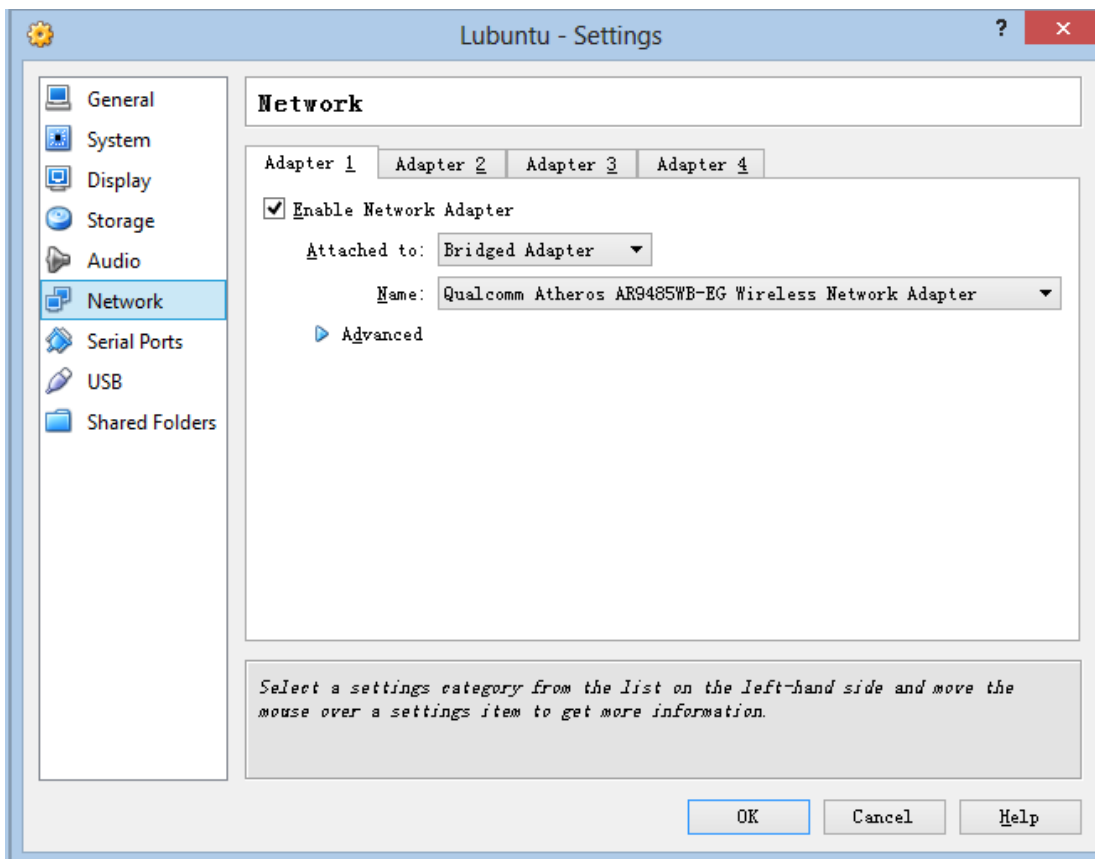 Lubuntu - Settings
?
General
System
Display
Storage
Audio
Network
Serial Ports
USB
Shared Folders
Network
Adapter 1 Adapter 2 Adapter 3 Adapter 4
Enable Network Adapter
Attached to: Bridged Adapter
Name: Qualcomm Atheros AR9485WB-EG Wireless Network Adapter
Advanced
Select a settings category from the list on the left-hand side and move the
mouse over a settings item to get more information.
OK Cancel Help